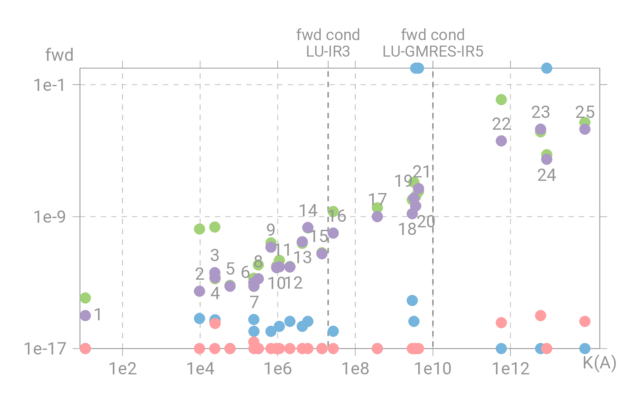 fwd cond
LU-IR3
fwd cond
LU-GMRES-IR5
fwd
1e-1
22
23
25
24
21
19
17
18
20
1e-9
14
16
9
11
15
13
3
8
2
5
6
4
10
12
7
1
1e-17
1e2
1e4
1e6
1e8
1e10
1e12
K(A)